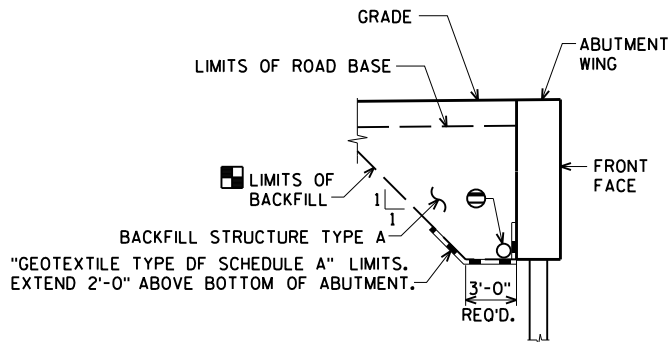 GRADE
ABUTMENT
WING
LIMITS OF ROAD BASE
FRONT
FACE
LIMITS OF
BACKFILL
1
1
BACKFILL STRUCTURE TYPE A
"GEOTEXTILE TYPE DF SCHEDULE A" LIMITS.
EXTEND 2'-0" ABOVE BOTTOM OF ABUTMENT.
3'-0"
REQ'D.